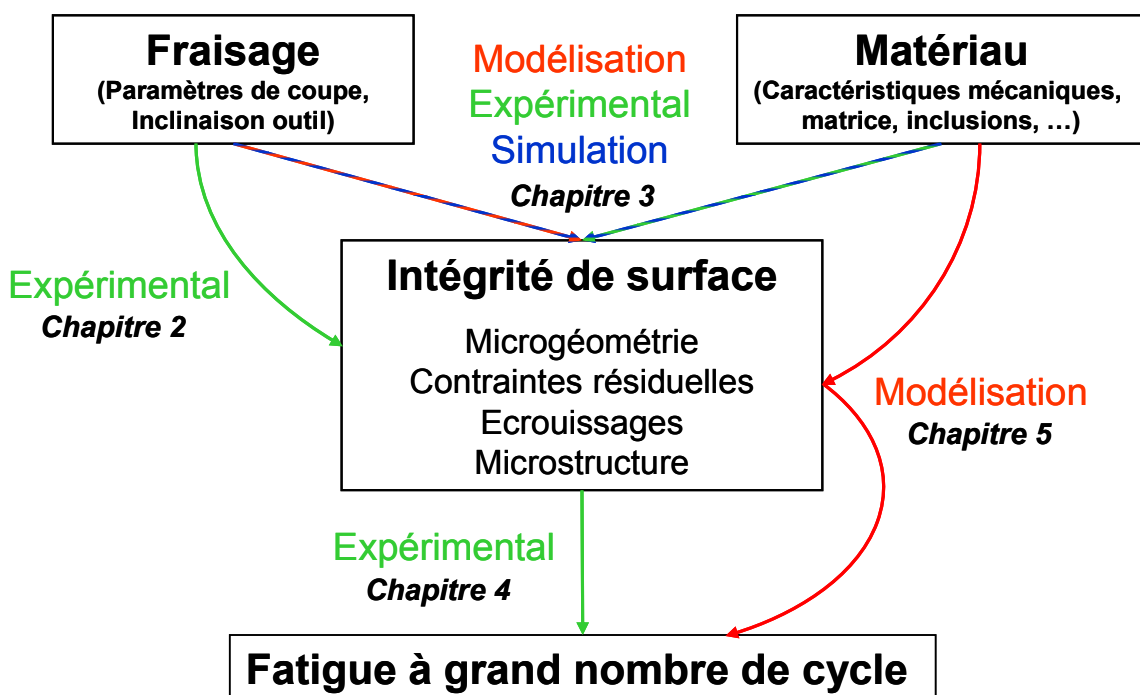 Fraisage
(Paramètres de coupe,
Inclinaison outil)
Modélisation
Expérimental
Simulation
Chapitre 3
Matériau
(Caractéristiques mécaniques,
matrice, inclusions, …)
Expérimental
Chapitre 2
Intégrité de surface
Microgéométrie
Contraintes résiduelles
Ecrouissages
Microstructure
Modélisation
Chapitre 5
Expérimental
Chapitre 4
Fatigue à grand nombre de cycle